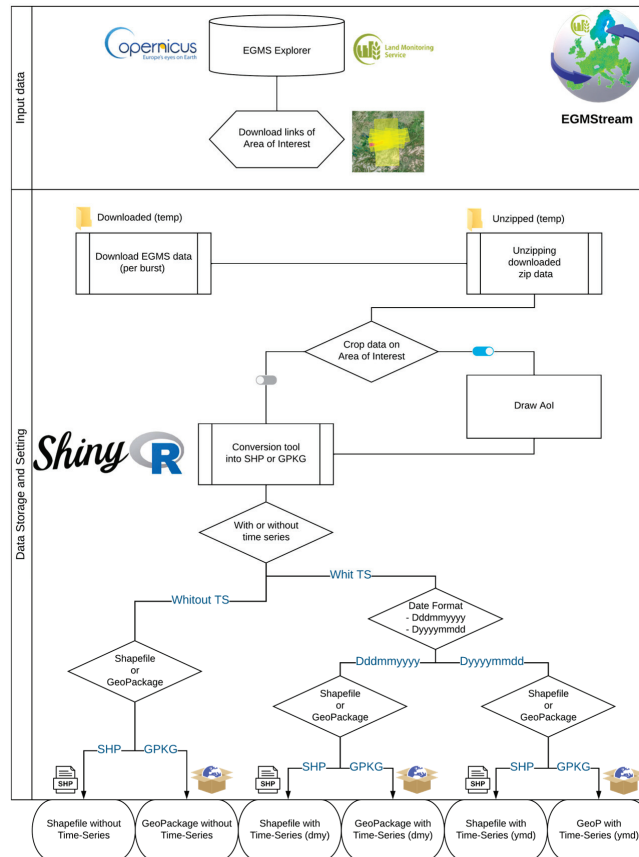 Input data
opernicus
Europe's eyes on Earth
EGMS Explorer
Land Monitoring
Service
EGMStream
Download links of
Area of Interest
Data Storage and Setting
Downloaded (temp)
Unzipped (temp)
Download EGMS data
(per burst)
Unzipping
downloaded
zip data
Crop data on
Area of Interest
Draw AoI
Shiny R
Conversion tool
into SHP or GPKG
With or without
time series
Whitout TS
Whit TS
Date Format
- Dddmmyyyy
- Dyyyymmdd
Shapefile
or
GeoPackage
Dddmmyyyy
Dyyyymmdd
Shapefile
or
GeoPackage
Shapefile
or
GeoPackage
SHP
GPKG
SHP
GPKG
SHP
GPKG
SHP
SHP
SHP
Shapefile without
Time-Series
GeoPackage without
Time-Series
Shapefile with
Time-Series (dmy)
GeoPackage with
Time-Series (dmy)
Shapefile with
Time-Series (ymd)
GeoP with
Time-Series (ymd)